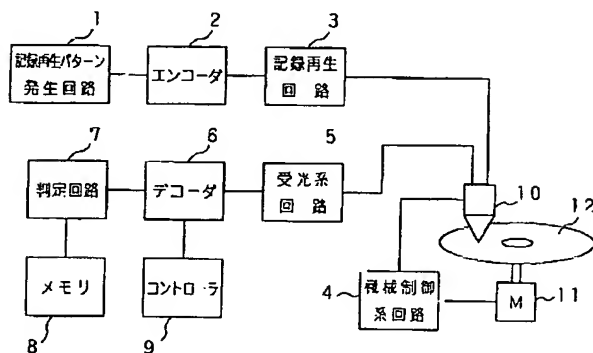 1
2
3
記録再生パターン
発生回路
エンコーダ
記録再生
回路
7
6
5
判定回路
デコーダ
受光系
回路
10
12
メモリ
コントローラ
4
機械制御
系回路
M
11
8
9